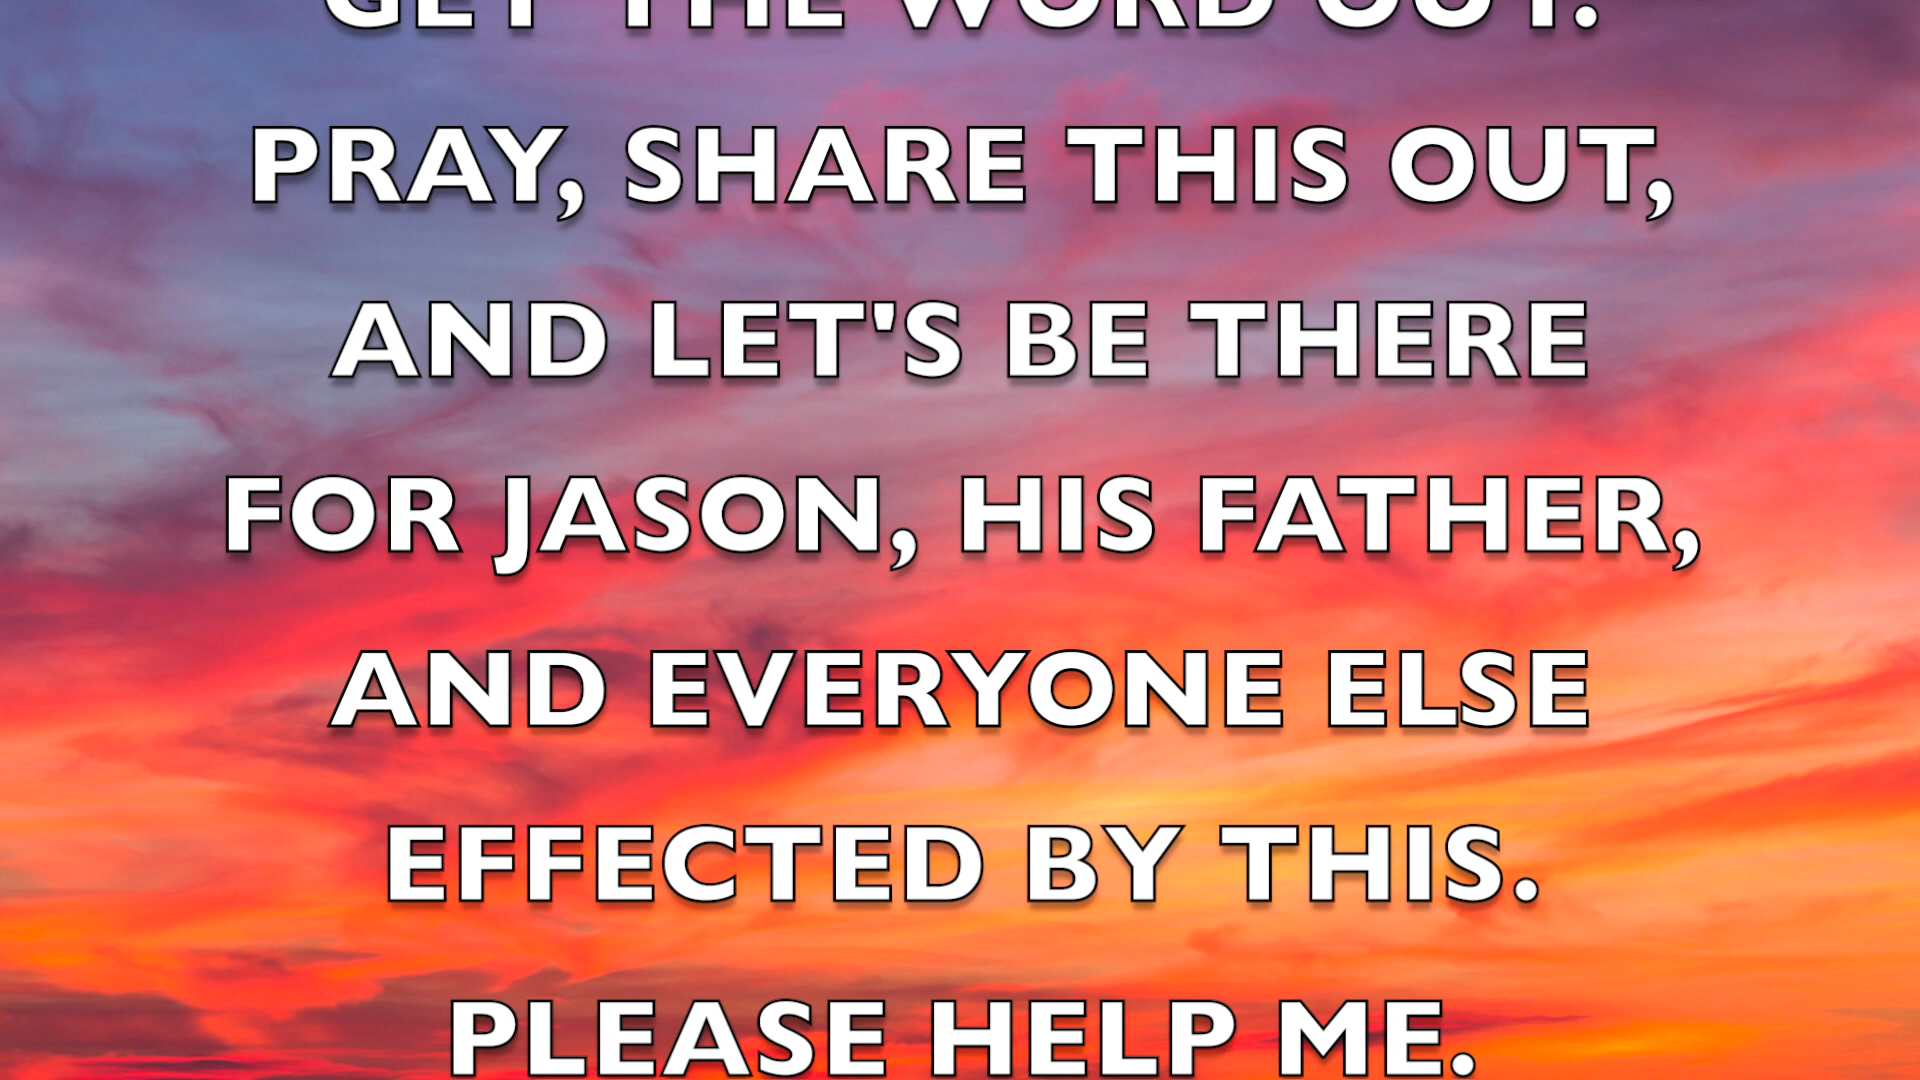 GET THE WORD OUT.
PRAY, SHARE THIS OUT,
AND LET'S BE THERE
FOR JASON, HIS FATHER,
AND EVERYONE ELSE
EFFECTED BY THIS.
PLEASE HELP ME.